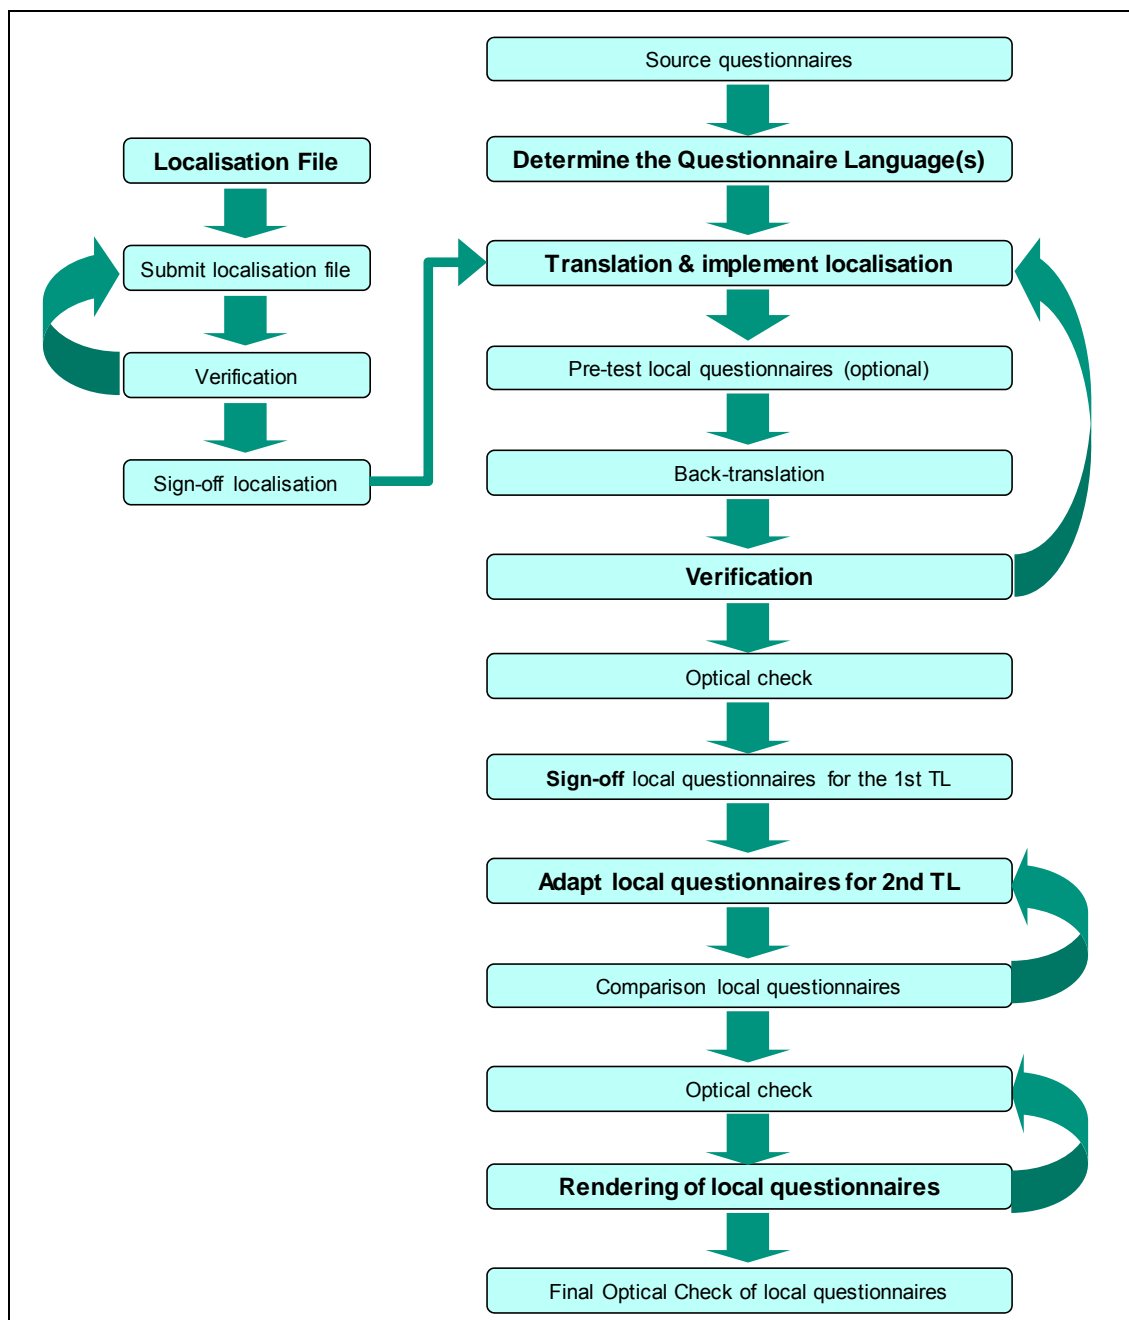 Source questionnaires
Localisation File
Determine the Questionnaire Language(s)
Submit localisation file
Translation & implement localisation
Verification
Pre-test local questionnaires (optional)
Sign-off localisation
Back-translation
Verification
Optical check
Sign-off local questionnaires for the 1st TL
Adapt local questionnaires for 2nd TL
Comparison local questionnaires
Optical check
Rendering of local questionnaires
Final Optical Check of local questionnaires